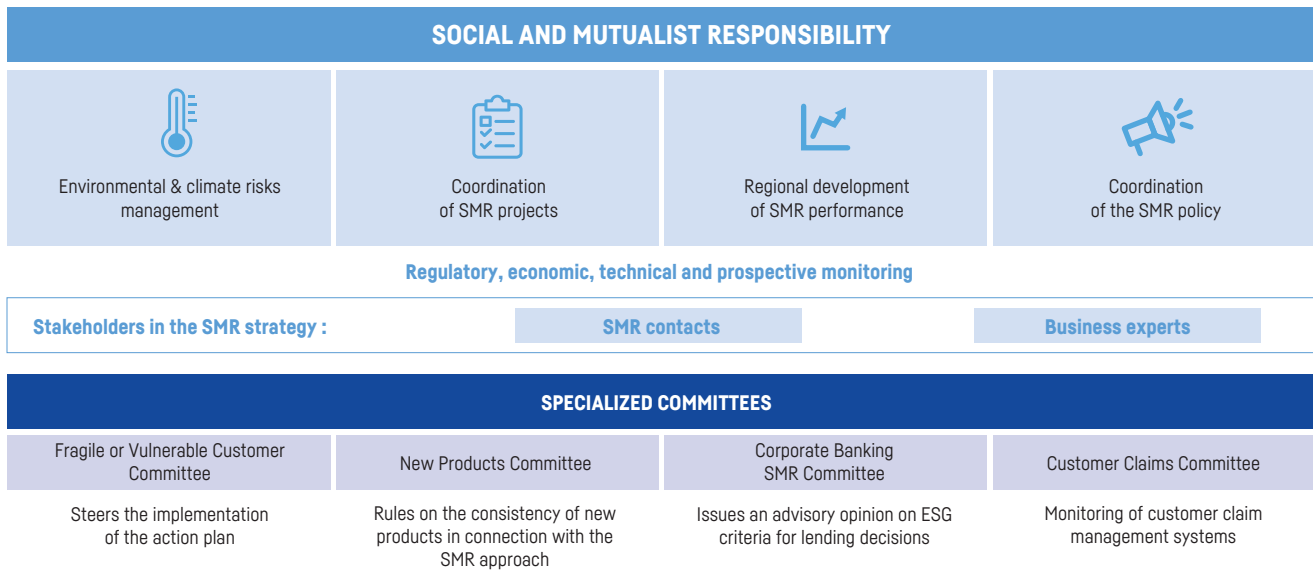 SOCIAL AND MUTUALIST RESPONSIBILITY
Environmental & climate risks
management
Coordination
of SMR projects
Regional development
of SMR performance
Coordination
of the SMR policy
Regulatory, economic, technical and prospective monitoring
Stakeholders in the SMR strategy :
SMR contacts
Business experts
SPECIALIZED COMMITTEES
Fragile or Vulnerable Customer
Committee
New Products Committee
Corporate Banking
SMR Committee
Customer Claims Committee
Steers the implementation
of the action plan
Rules on the consistency of new
products in connection with the
SMR approach
Issues an advisory opinion on ESG
criteria for lending decisions
Monitoring of customer claim
management systems